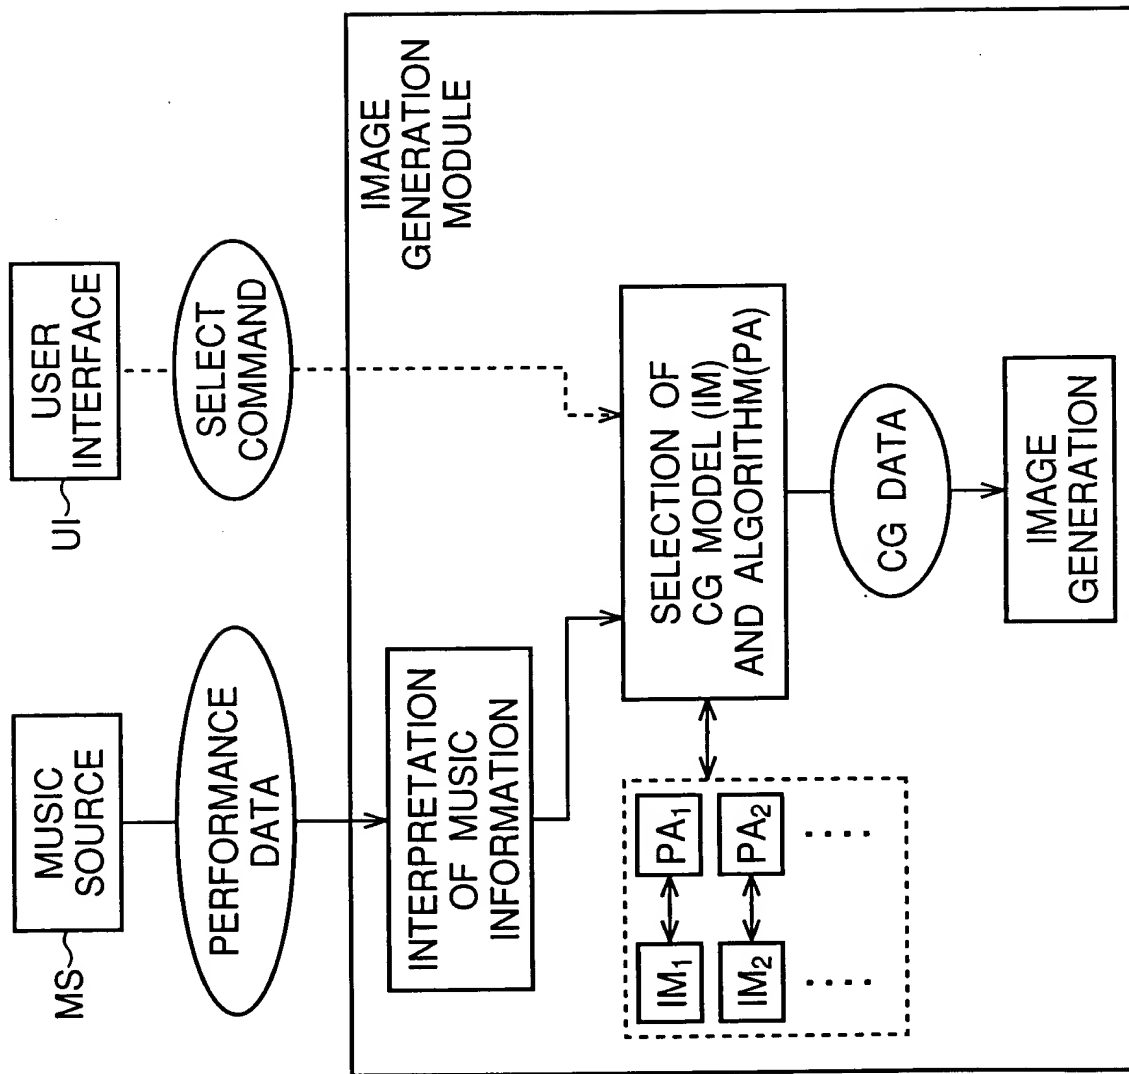 MS
MUSIC
SOURCE
UI
USER
INTERFACE
PERFORMANCE
DATA
SELECT
COMMAND
IMAGE
GENERATION
MODULE
INTERPRETATION
OF MUSIC
INFORMATION
SELECTION OF
CG MODEL (IM)
AND ALGORITHM(PA)
IM1
PA1
IM2
PA2
....
....
CG DATA
IMAGE
GENERATION